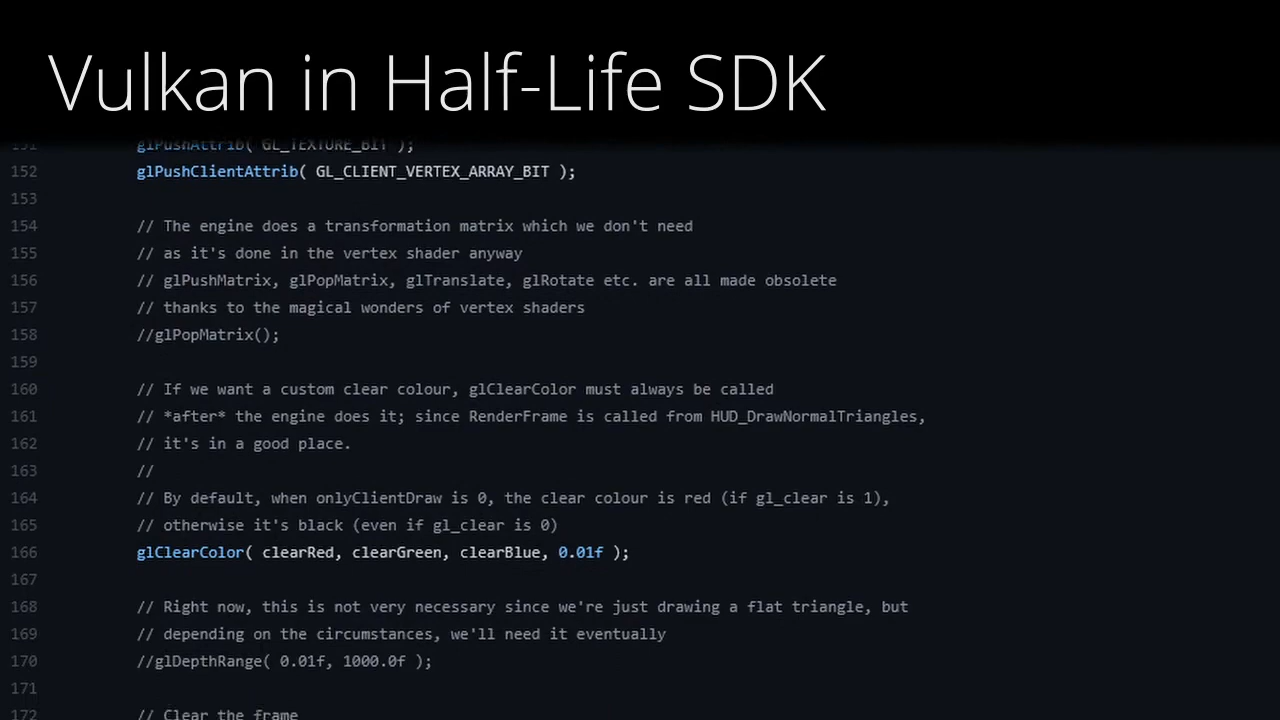 Vulkan in Half-Life SDK
151 glPushAttrib( GL_TEXTURE_BIT );
152 glPushClientAttrib( GL_CLIENT_VERTEX_ARRAY_BIT );
153
154 // The engine does a transformation matrix which we don't need
155 // as it's done in the vertex shader anyway
156 // glPushMatrix, glPopMatrix, glTranslate, glRotate etc. are all made obsolete
157 // thanks to the magical wonders of vertex shaders
158 //glPopMatrix();
159
160 // If we want a custom clear colour, glClearColor must always be called
161 // *after* the engine does it; since RenderFrame is called from HUD_DrawNormalTriangles,
162 // it's in a good place.
163 //
164 // By default, when onlyClientDraw is 0, the clear colour is red (if gl_clear is 1),
165 // otherwise it's black (even if gl_clear is 0)
166 glClearColor( clearRed, clearGreen, clearBlue, 0.01f );
167
168 // Right now, this is not very necessary since we're just drawing a flat triangle, but
169 // depending on the circumstances, we'll need it eventually
170 //glDepthRange( 0.01f, 1000.0f );
171
172 // Clear the frame